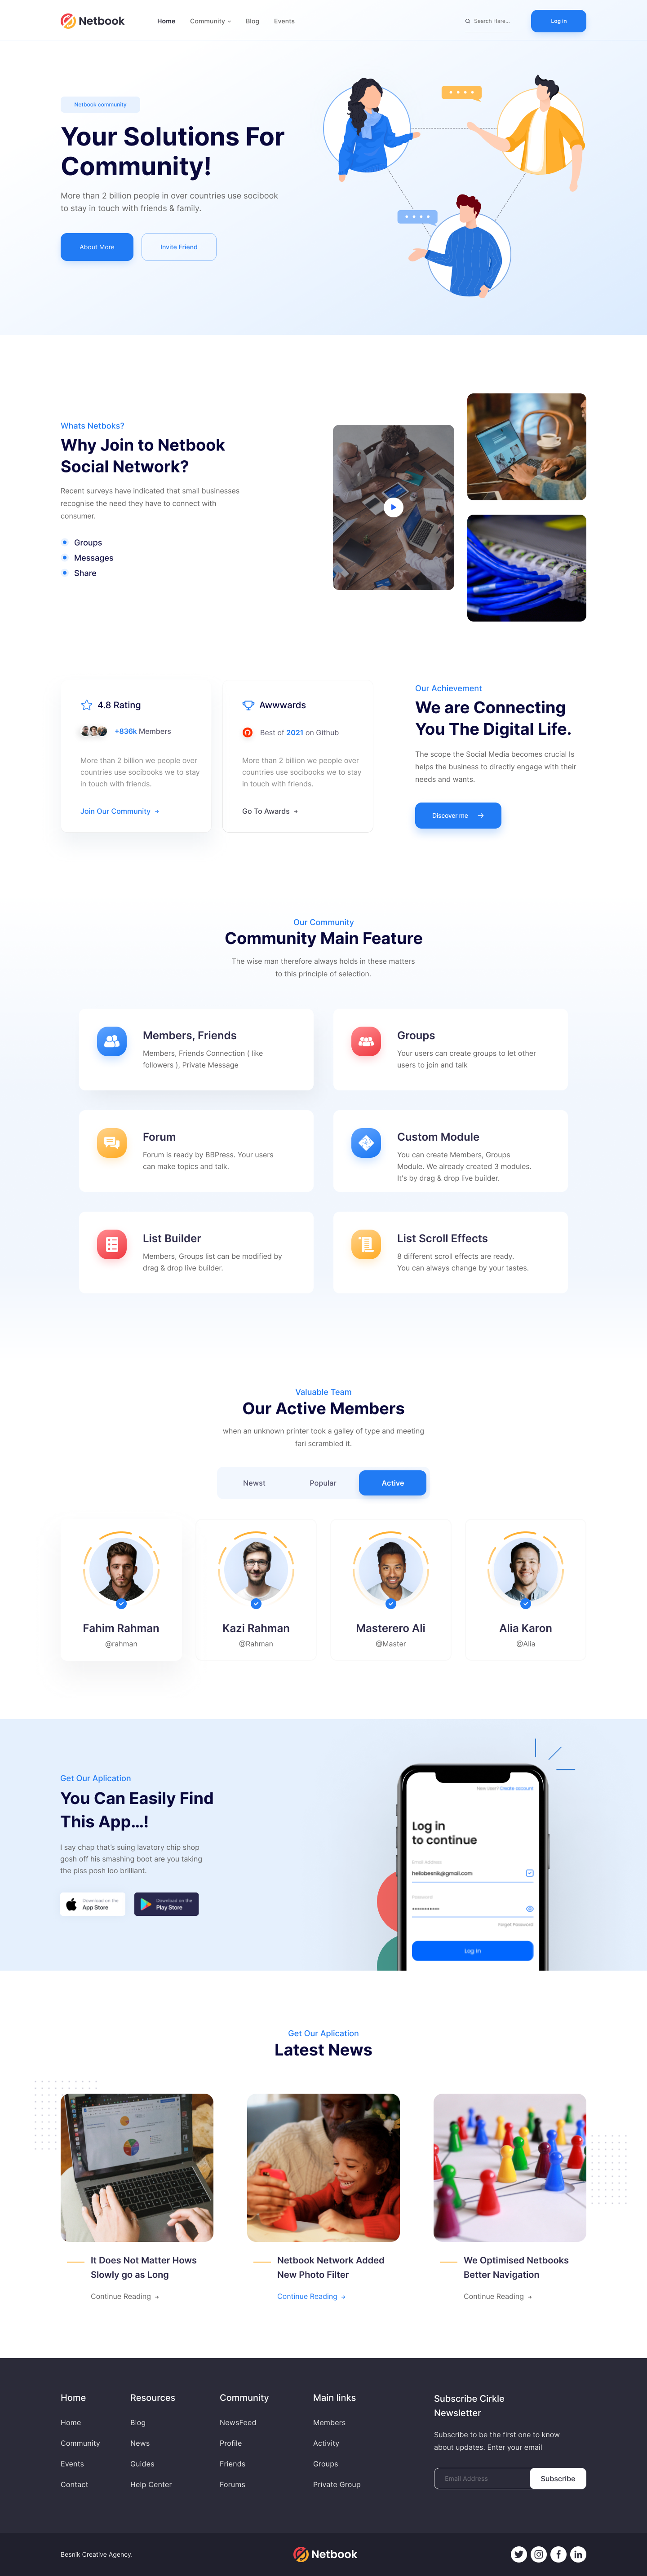 Netbook
Home
Community
Blog
Events
Search Hare...
Log in
Netbook community
Your Solutions For
Community!
More than 2 billion people in over countries use socibook
to stay in touch with friends & family.
About More
Invite Friend
Whats Netboks?
Why Join to Netbook
Social Network?
Recent surveys have indicated that small businesses
recognise the need they have to connect with
consumer.
Groups
Messages
Share
4.8 Rating
+836k Members
More than 2 billion we people over
countries use socibooks we to stay
in touch with friends.
Join Our Community
Awwwards
Best of 2021 on Github
More than 2 billion we people over
countries use socibooks we to stay
in touch with friends.
Go To Awards
Our Achievement
We are Connecting
You The Digital Life.
The scope the Social Media becomes crucial Is
helps the business to directly engage with their
needs and wants.
Discover me
Our Community
Community Main Feature
The wise man therefore always holds in these matters
to this principle of selection.
Members, Friends
Members, Friends Connection ( like
followers ), Private Message
Groups
Your users can create groups to let other
users to join and talk
Forum
Forum is ready by BBPress. Your users
can make topics and talk.
Custom Module
You can create Members, Groups
Module. We already created 3 modules.
It's by drag & drop live builder.
List Builder
Members, Groups list can be modified by
drag & drop live builder.
List Scroll Effects
8 different scroll effects are ready.
You can always change by your tastes.
Valuable Team
Our Active Members
when an unknown printer took a galley of type and meeting
fari scrambled it.
Newst
Popular
Active
Fahim Rahman
@rahman
Kazi Rahman
@Rahman
Masterero Ali
@Master
Alia Karon
@Alia
Get Our Aplication
You Can Easily Find
This App...!
I say chap that's suing lavatory chip shop
gosh off his smashing boot are you taking
the piss posh loo brilliant.
Download on the
App Store
Download on the
Play Store
New User? Create account
Log in
to continue
Email Address
hellobesnik@gmail.com
Password
Forget Password
Log In
Get Our Aplication
Latest News
It Does Not Matter Hows
Slowly go as Long
Continue Reading
Netbook Network Added
New Photo Filter
Continue Reading
We Optimised Netbooks
Better Navigation
Continue Reading
Home
Home
Community
Events
Contact
Resources
Blog
News
Guides
Help Center
Community
NewsFeed
Profile
Friends
Forums
Main links
Members
Activity
Groups
Private Group
Subscribe Cirkle
Newsletter
Subscribe to be the first one to know
about updates. Enter your email
Email Address
Subscribe
Besnik Creative Agency.
Netbook